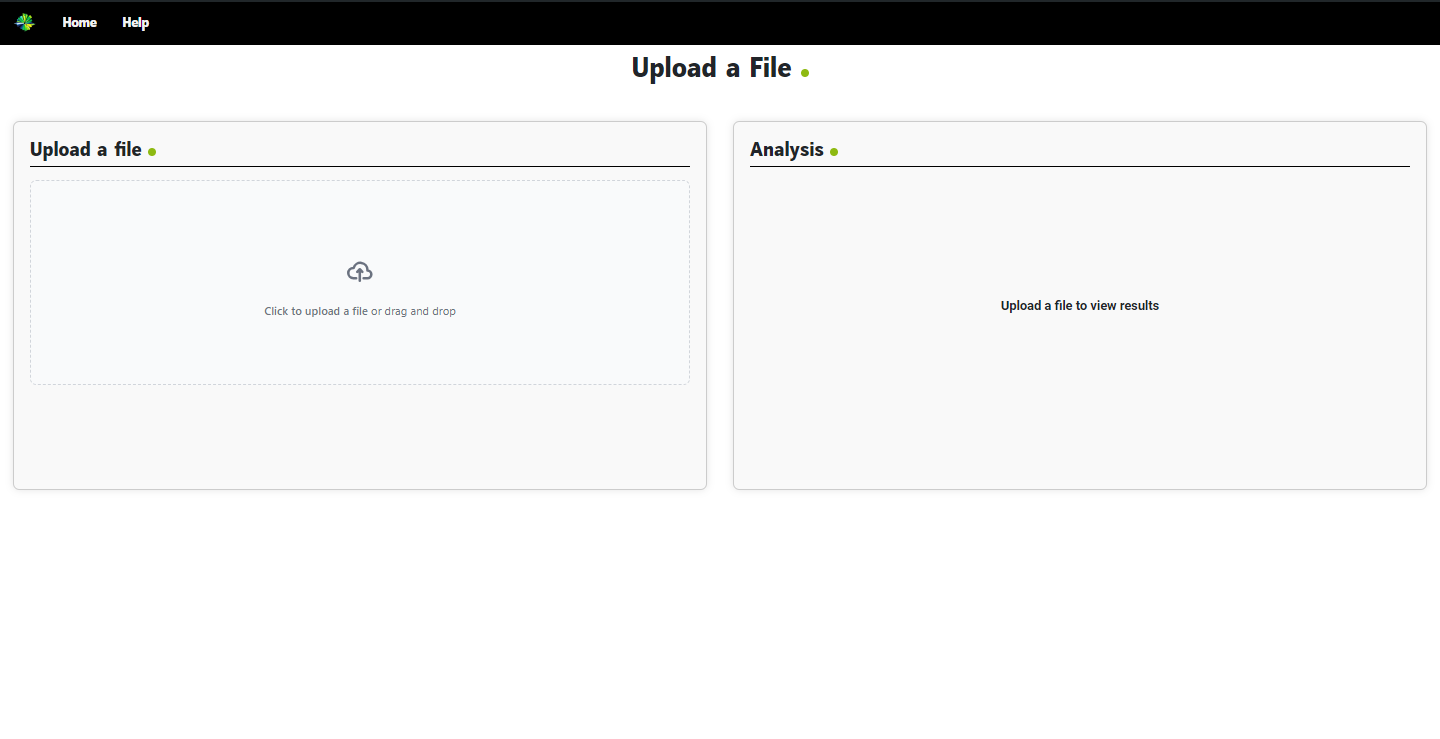 Home Help
Upload a File
Upload a file
Click to upload a file or drag and drop
Analysis
Upload a file to view results